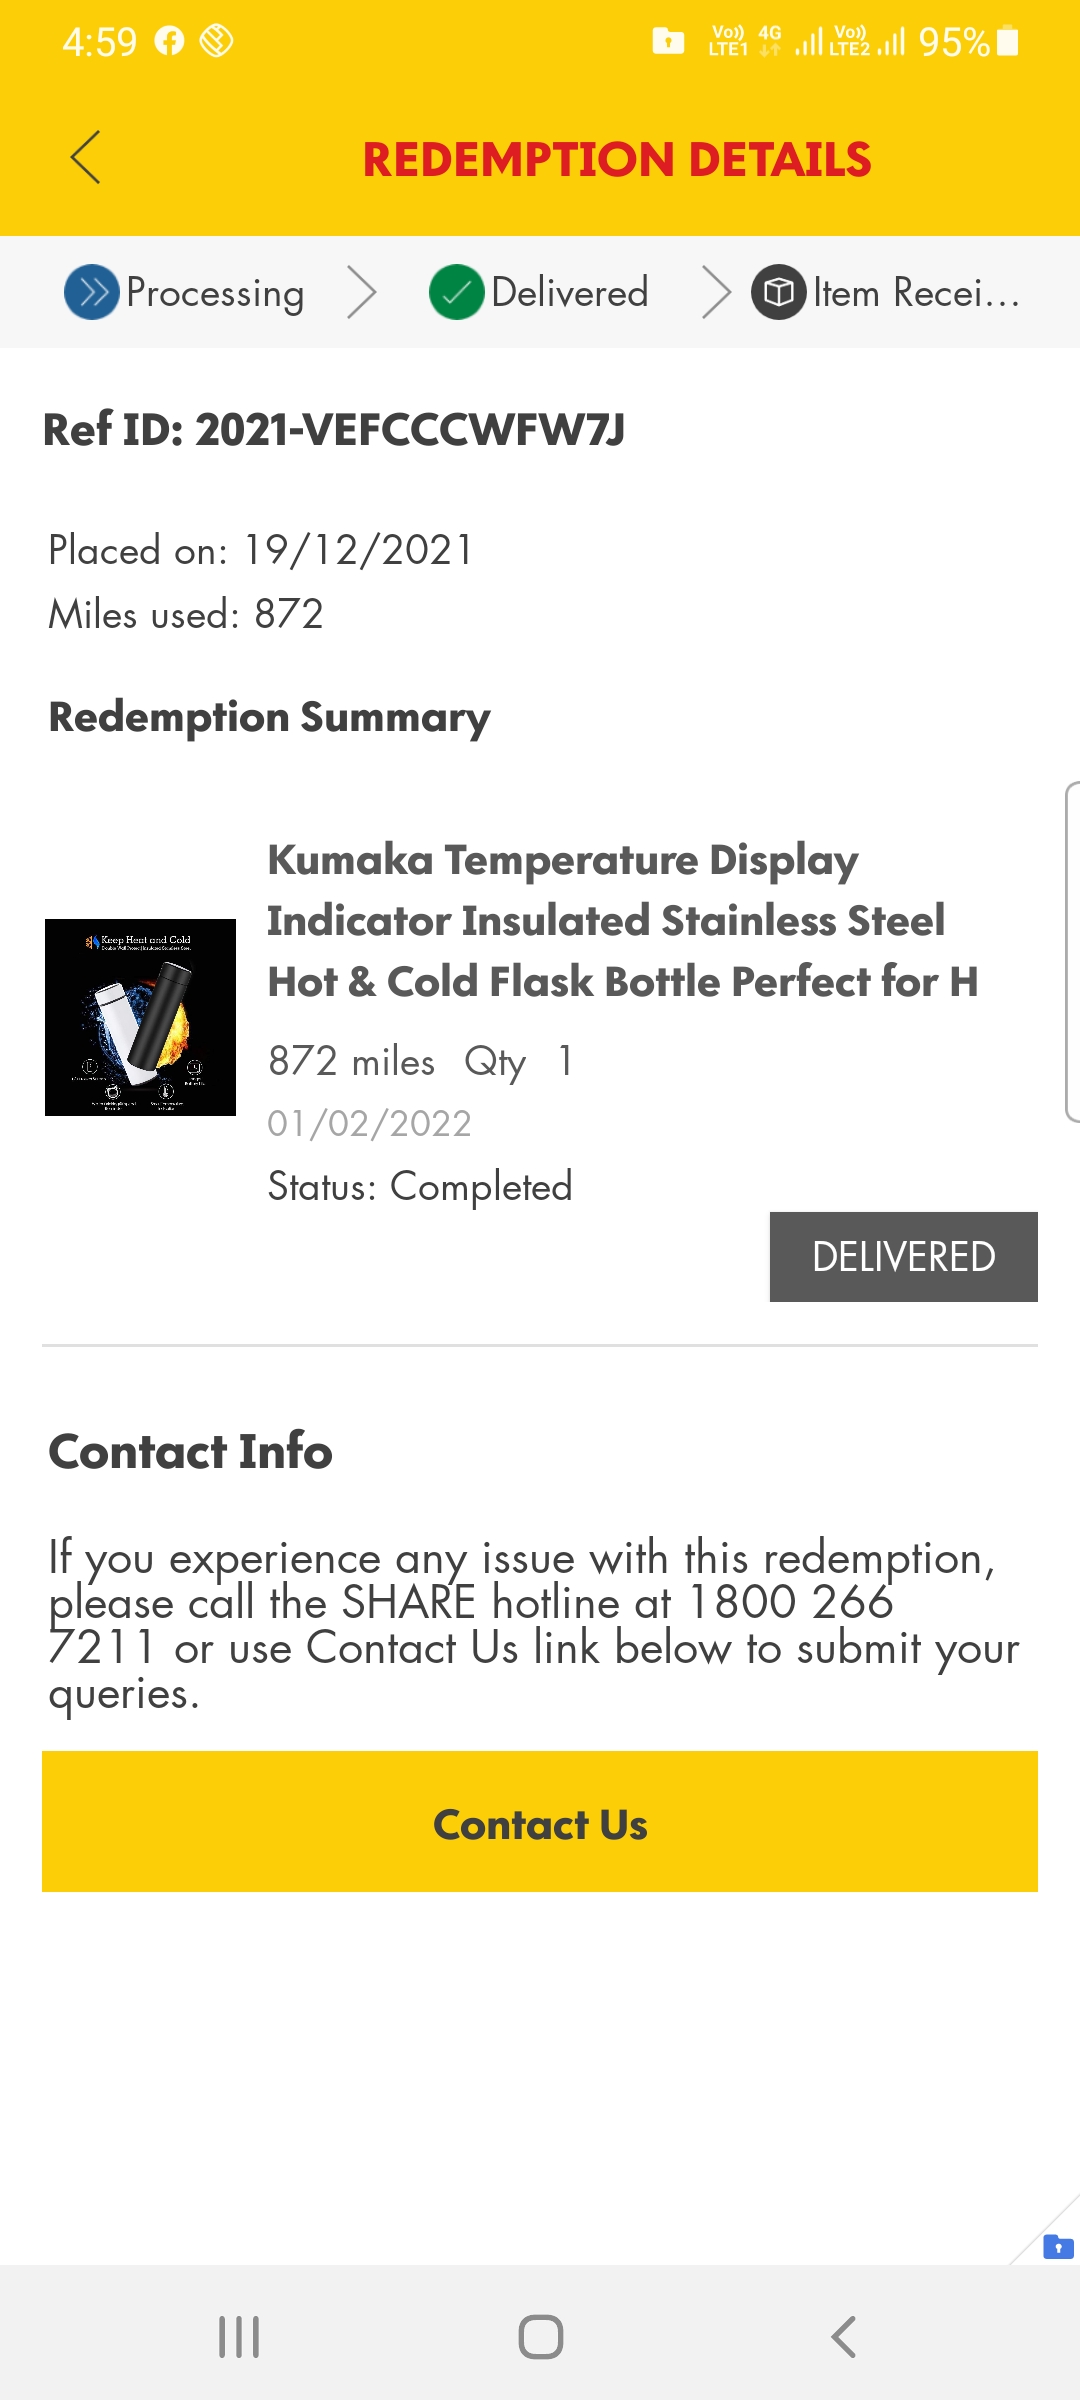 4:59
Vo)) LTE1 4G Vo)) LTE2 95%
REDEMPTION DETAILS
Processing Delivered Item Recei...
Ref ID: 2021-VEFCCCWFW7J
Placed on: 19/12/2021
Miles used: 872
Redemption Summary
Kumaka Temperature Display
Indicator Insulated Stainless Steel
Hot & Cold Flask Bottle Perfect for H
Keep Heat and Cold
872 miles Qty 1
01/02/2022
Status: Completed
DELIVERED
Contact Info
If you experience any issue with this redemption,
please call the SHARE hotline at 1800 266
7211 or use Contact Us link below to submit your
queries.
Contact Us